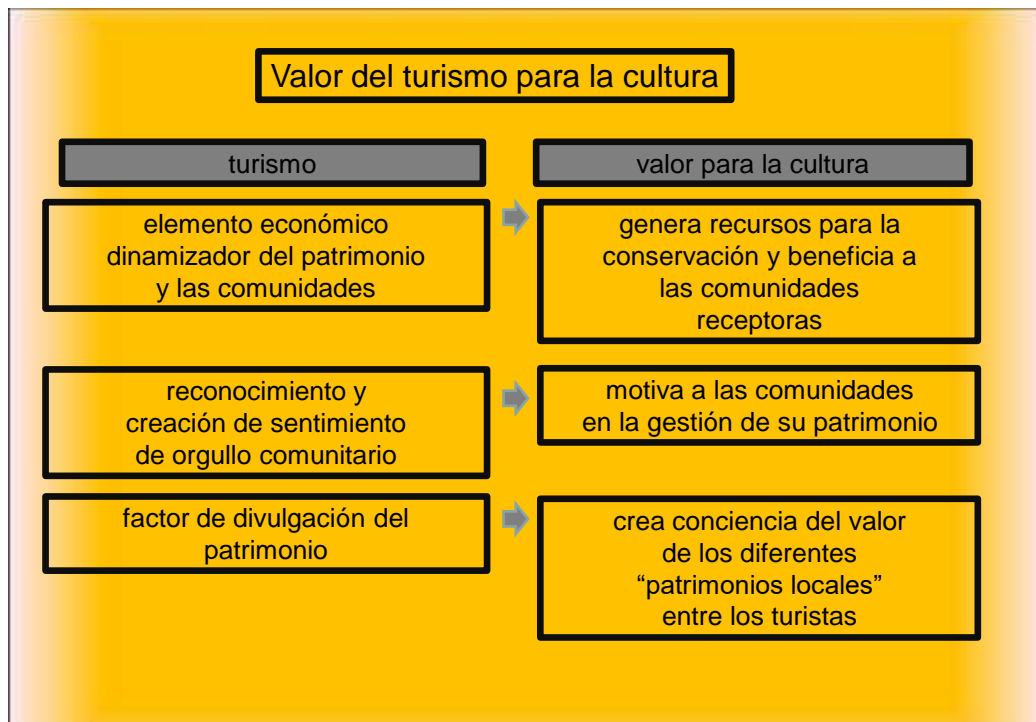 Valor del turismo para la cultura
turismo
valor para la cultura
elemento económico
dinamizador del patrimonio
y las comunidades
genera recursos para la
conservación y beneficia a
las comunidades
receptoras
reconocimiento y
creación de sentimiento
de orgullo comunitario
motiva a las comunidades
en la gestión de su patrimonio
factor de divulgación del
patrimonio
crea conciencia del valor
de los diferentes
“patrimonios locales”
entre los turistas